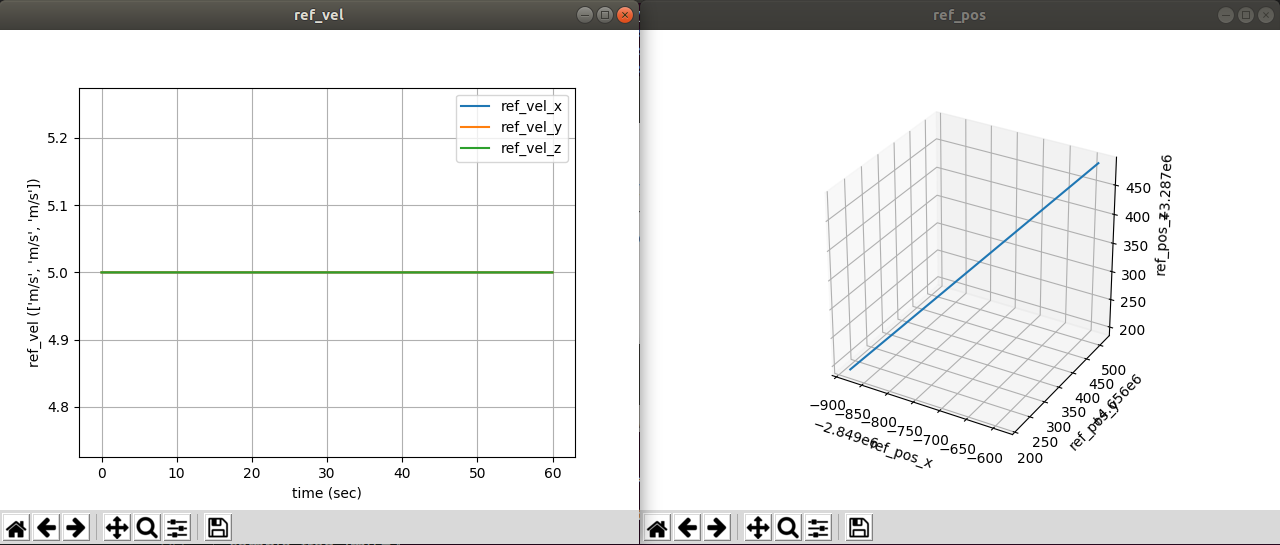 ref_vel
ref_pos
ref_vel_x
ref_vel_y
ref_vel_z
5.2
5.1
5.0
4.9
4.8
ref_vel (['m/s', 'm/s', 'm/s'])
0 10 20 30 40 50 60
time (sec)
+3.287e6
ref_pos_z
450
400
350
300
250
200
−900
−850
−800
−750
−700
−650
−600
−2.849e6
ref_pos_x
500
450
400
350
300
250
200
+4.656e6
ref_pos_y